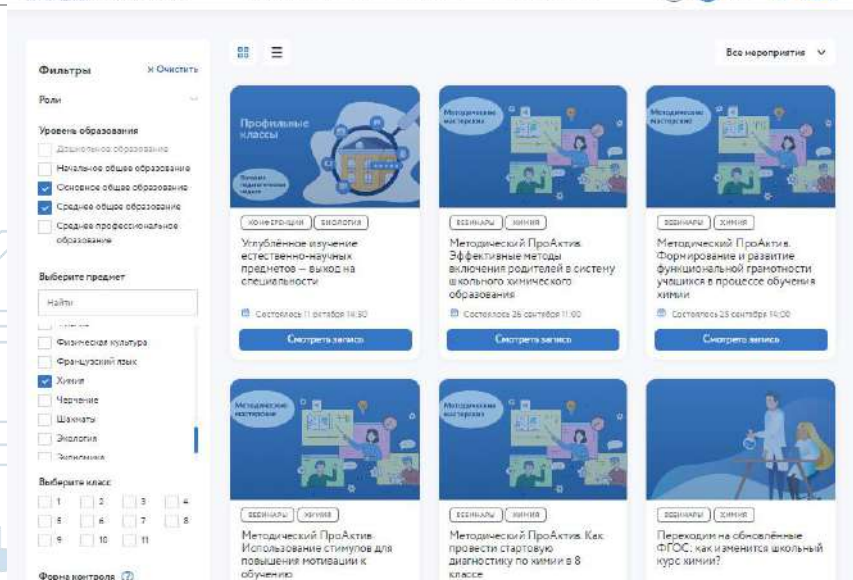 Все мероприятия
Фильтры
× Очистить
Роли
Уровень образования
Дошкольное образование
Начальное общее образование
Основное общее образование
Среднее общее образование
Среднее профессиональное
образование
Выберите предмет
Найти
Физическая культура
Французский язык
Химия
Черчение
Шахматы
Экология
Экономика
Выберите класс
1 2 3 4
5 6 7 8
9 10 11
Форма контроля
Профильные
классы
КОНФЕРЕНЦИИ БИОЛОГИЯ
Углублённое изучение
естественно-научных
предметов – выход на
специальности
Состоялось 11 октября 14:30
Смотреть запись
Методические
мастерские
ВЕБИНАРЫ ХИМИЯ
Методический ПроАктив.
Эффективные методы
включения родителей в систему
школьного химического
образования
Состоялось 26 сентября 11:00
Смотреть запись
Методические
мастерские
ВЕБИНАРЫ ХИМИЯ
Методический ПроАктив.
Формирование и развитие
функциональной грамотности
учащихся в процессе обучения
химии
Состоялось 25 сентября 14:00
Смотреть запись
Методические
мастерские
ВЕБИНАРЫ ХИМИЯ
Методический ПроАктив.
Использование стимулов для
повышения мотивации к
обучению
Методические
мастерские
ВЕБИНАРЫ ХИМИЯ
Методический ПроАктив. Как
провести стартовую
диагностику по химии в 8
классе
ВЕБИНАРЫ ХИМИЯ
Переходим на обновлённые
ФГОС: как изменится школьный
курс химии?